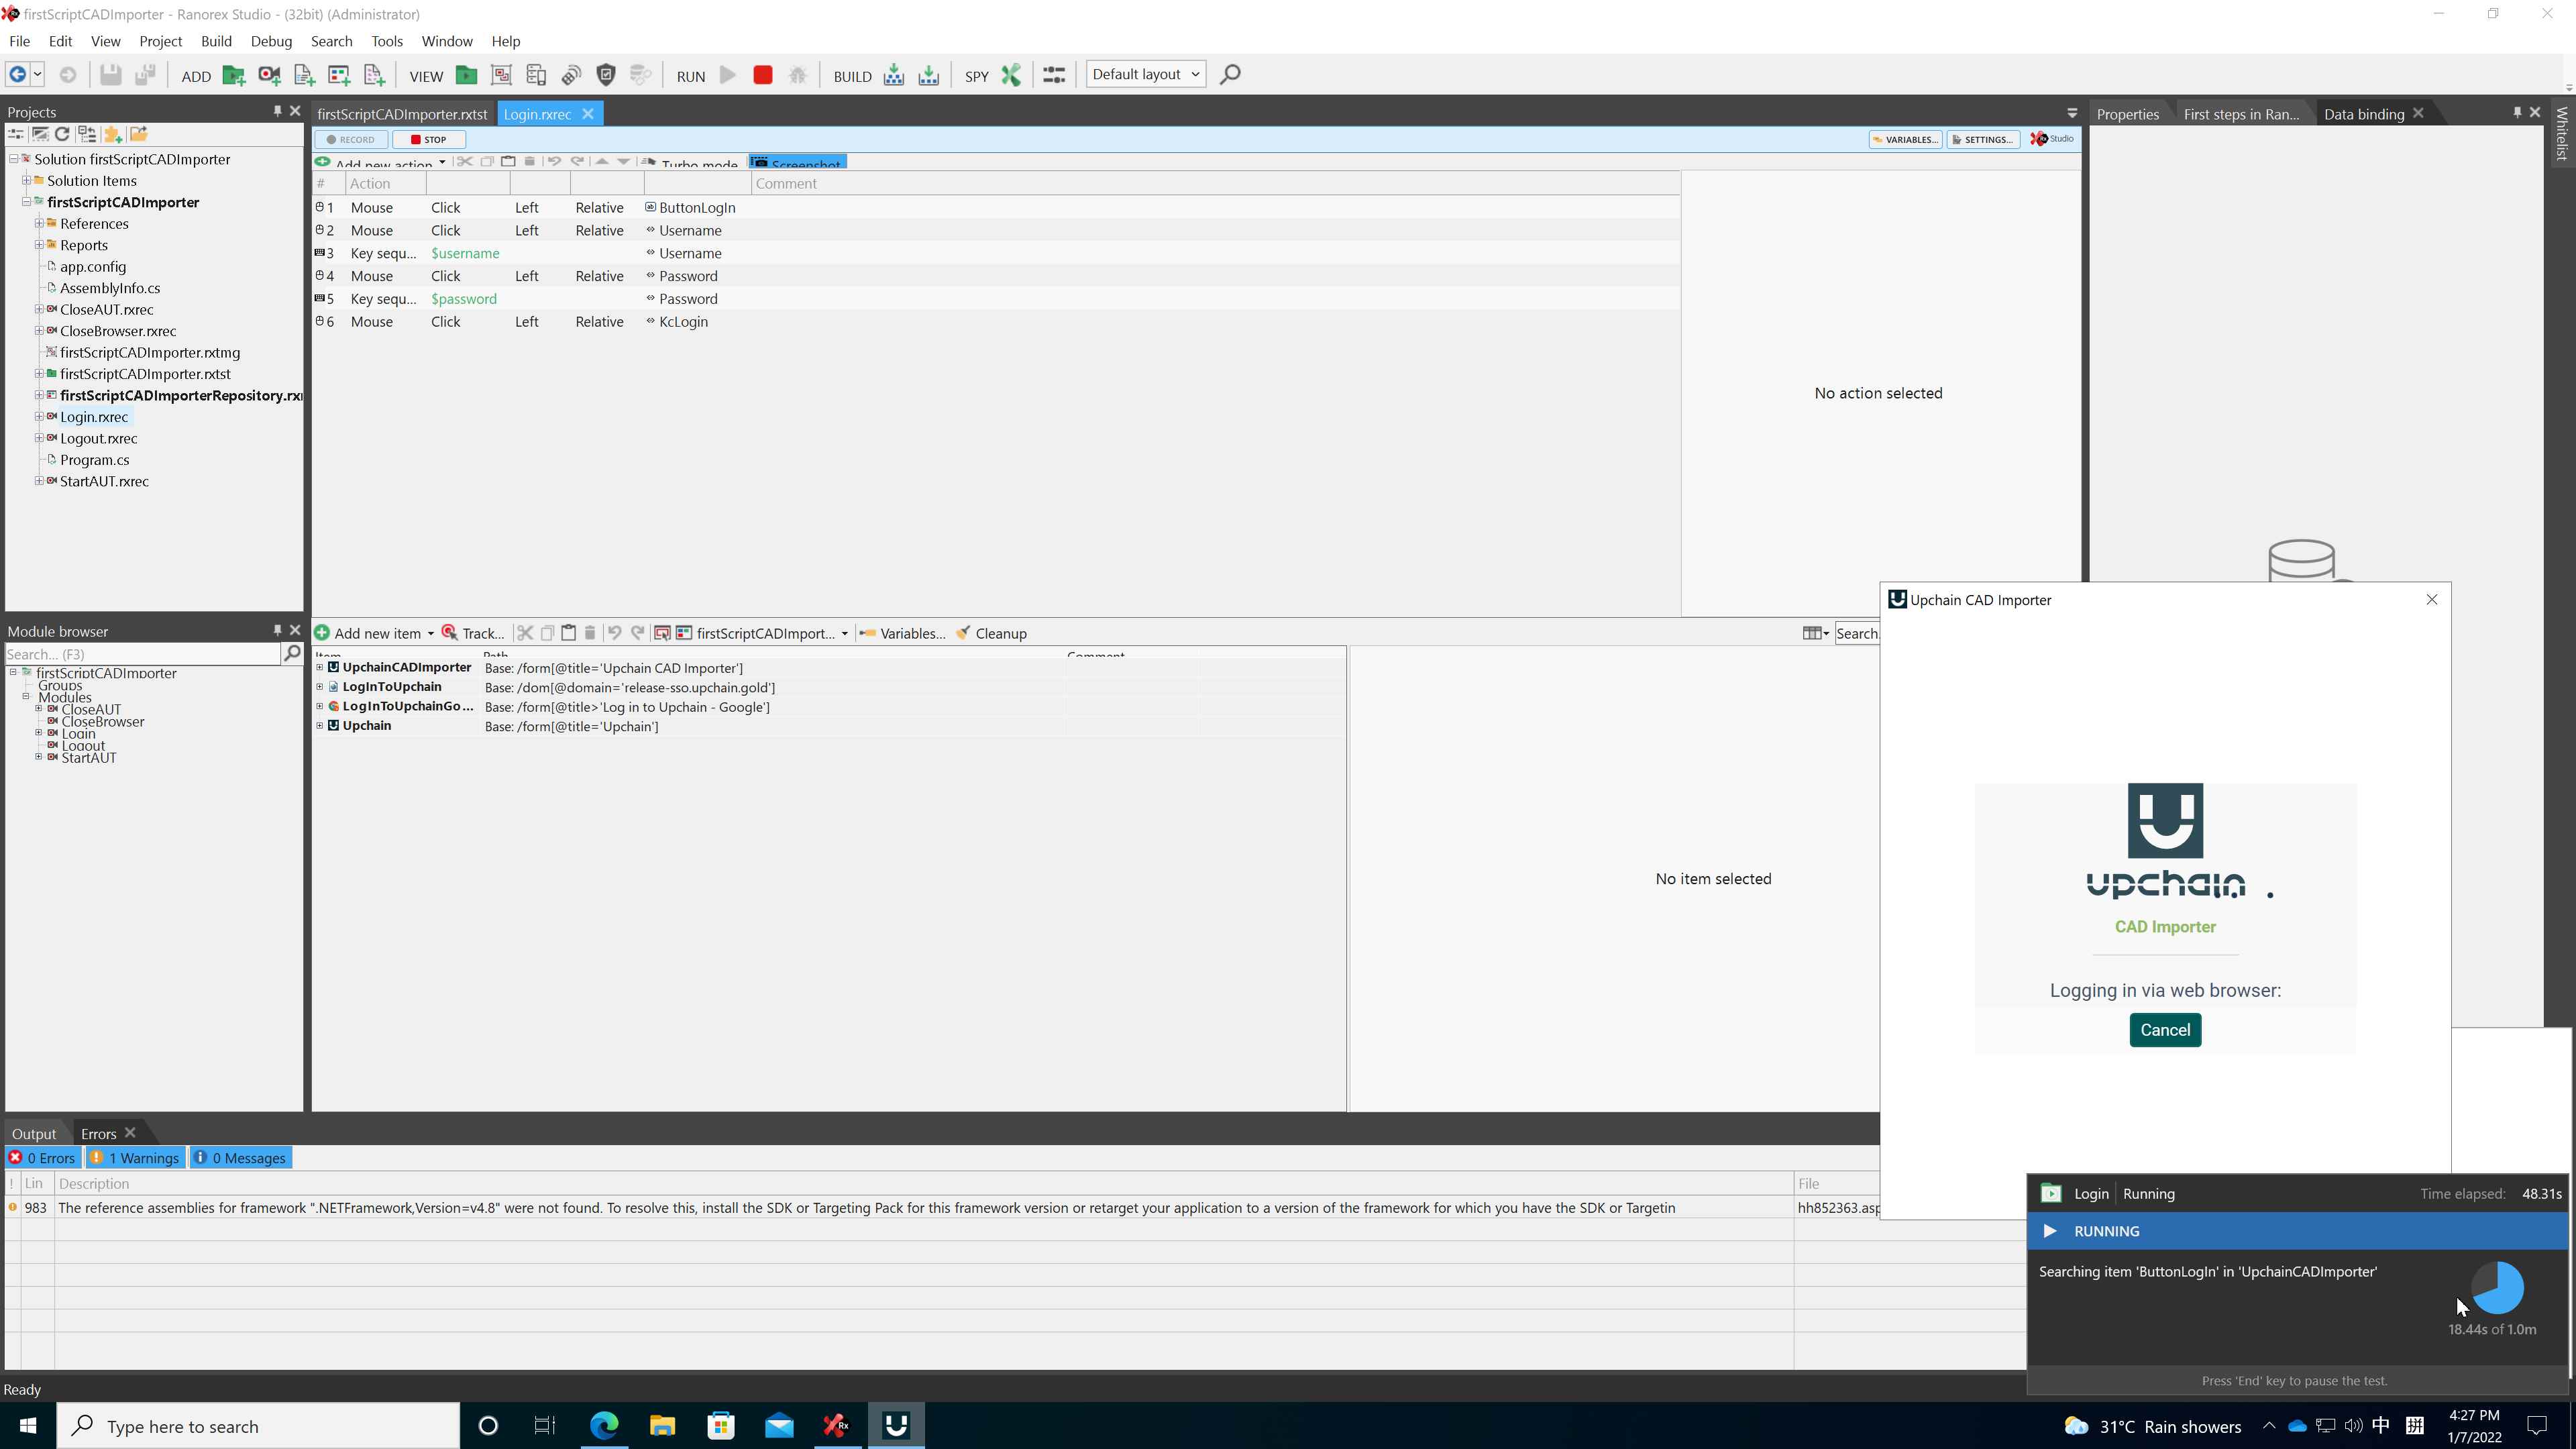 firstScriptCADImporter - Ranorex Studio - (32bit) (Administrator)
File Edit View Project Build Debug Search Tools Window Help
ADD VIEW RUN BUILD SPY Default layout
Projects
Solution firstScriptCADImporter
Solution Items
firstScriptCADImporter
References
Reports
app.config
AssemblyInfo.cs
CloseAUT.rxrec
CloseBrowser.rxrec
firstScriptCADImporter.rxtmg
firstScriptCADImporter.rxtst
firstScriptCADImporterRepository.rx
Login.rxrec
Logout.rxrec
Program.cs
StartAUT.rxrec
Module browser
Search... (F3)
firstScriptCADImporter
Groups
Modules
CloseAUT
CloseBrowser
Login
Logout
StartAUT
firstScriptCADImporter.rxtst Login.rxrec
RECORD STOP VARIABLES... SETTINGS... Studio
Add new action Turbo mode Screenshot
# Action Comment
1 Mouse Click Left Relative ButtonLogIn
2 Mouse Click Left Relative Username
3 Key sequ... $username Username
4 Mouse Click Left Relative Password
5 Key sequ... $password Password
6 Mouse Click Left Relative KcLogin
No action selected
Add new item Track... firstScriptCADImport... Variables... Cleanup Search
Item Path Comment
UpchainCADImporter Base: /form[@title='Upchain CAD Importer']
LogInToUpchain Base: /dom[@domain='release-sso.upchain.gold']
LogInToUpchainGo... Base: /form[@title>'Log in to Upchain - Google']
Upchain Base: /form[@title='Upchain']
No item selected
Properties First steps in Ran... Data binding
Whitelist
Upchain CAD Importer
upchain
CAD Importer
Logging in via web browser:
Cancel
Output Errors
0 Errors 1 Warnings 0 Messages
! Lin Description File
983 The reference assemblies for framework ".NETFramework,Version=v4.8" were not found. To resolve this, install the SDK or Targeting Pack for this framework version or retarget your application to a version of the framework for which you have the SDK or Targetin hh852363.asp
Login Running Time elapsed: 48.31s
RUNNING
Searching item 'ButtonLogIn' in 'UpchainCADImporter'
18.44s of 1.0m
Press 'End' key to pause the test.
Ready
Type here to search
31°C Rain showers 中 拼 4:27 PM
1/7/2022